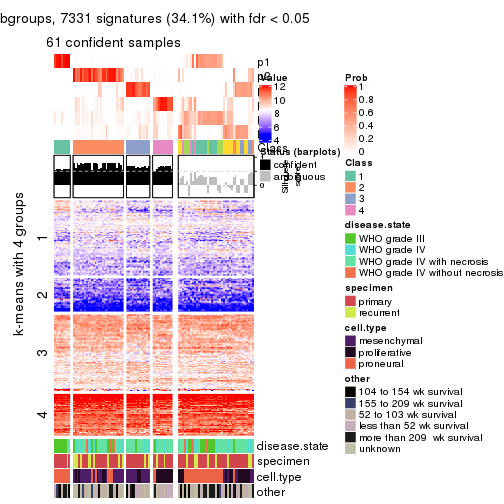 bgroups, 7331 signatures (34.1%) with fdr < 0.05
61 confident samples
p1
Value
12
10
8
6
4
Class
Status (barplots)
confident
ambiguous
0
k-means with 4 groups
1
2
3
4
disease.state
specimen
cell.type
other
Prob
1
0.8
0.6
0.4
0.2
0
Class
1
2
3
4
disease.state
WHO grade III
WHO grade IV
WHO grade IV with necrosis
WHO grade IV without necrosis
specimen
primary
recurrent
cell.type
mesenchymal
proliferative
proneural
other
104 to 154 wk survival
155 to 209 wk survival
52 to 103 wk survival
less than 52 wk survival
more than 209  wk survival
unknown